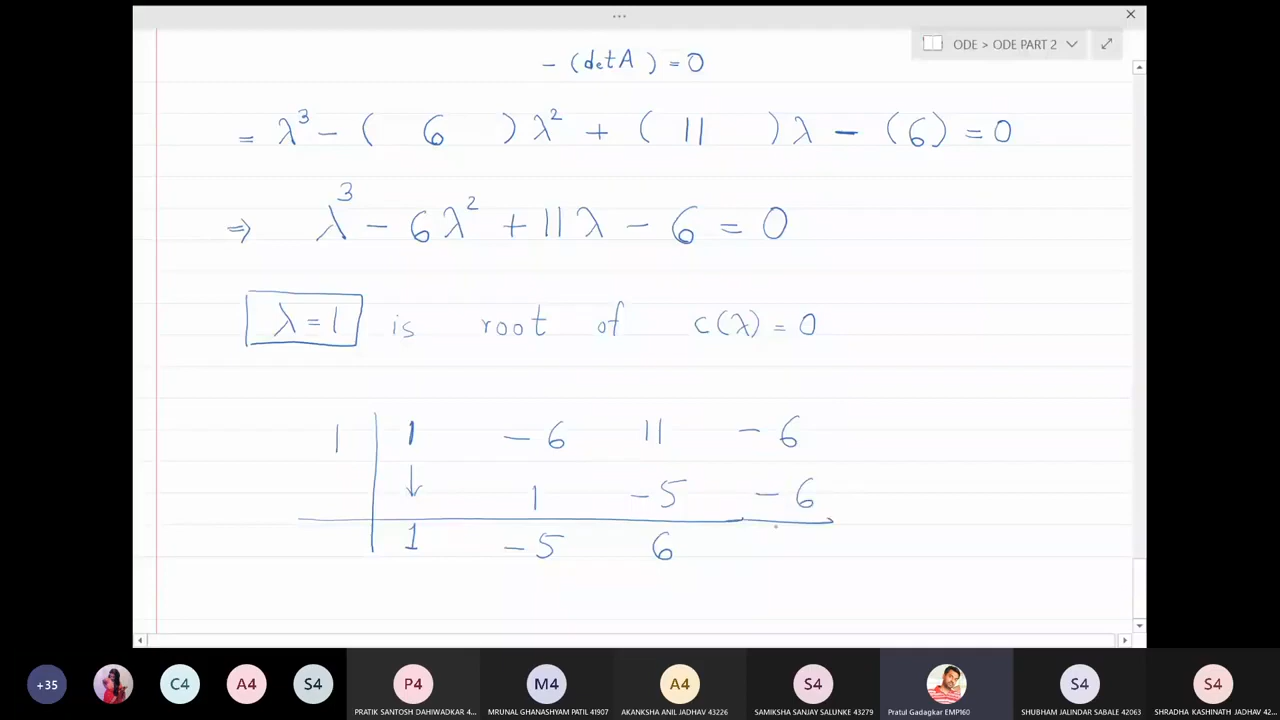 ODE > ODE PART 2
- (detA) = 0
= λ³ - ( 6 ) λ² + ( 11 ) λ - (6) = 0
⇒ λ³ - 6λ² + 11λ - 6 = 0
λ = 1 is root of c(λ) = 0
1 | 1 - 6 11 - 6
↓ 1 - 5 - 6
1 - 5 6
+35 C4 A4 S4 P4 M4 A4 S4 S4 S4
PRATIK SANTOSH DAHIWADKAR 4... MRUNAL GHANASHYAM PATIL 41907 AKANKSHA ANIL JADHAV 43226 SAMIKSHA SANJAY SALUNKE 43279 Pratul Gadagkar EMP160 SHUBHAM JALINDAR SABALE 42063 SHRADHA KASHINATH JADHAV 42...